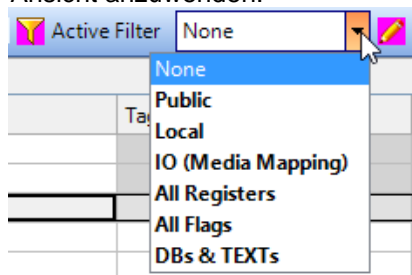 Ansicht anzuwenden.
Active Filter None
None
Public
Tag
Local
IO (Media Mapping)
All Registers
All Flags
DBs & TEXTs